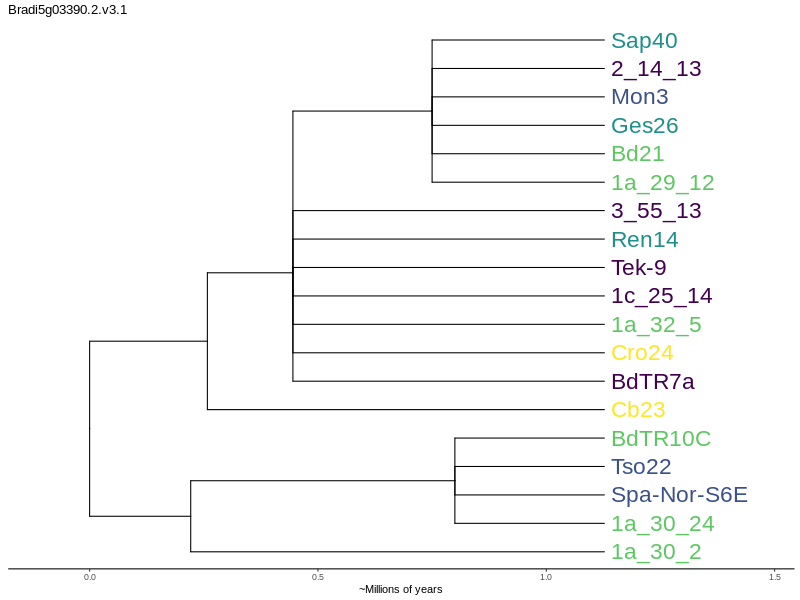 Bradi5g03390.2.v3.1
Sap40
2_14_13
Mon3
Ges26
Bd21
1a_29_12
3_55_13
Ren14
Tek-9
1c_25_14
1a_32_5
Cro24
BdTR7a
Cb23
BdTR10C
Tso22
Spa-Nor-S6E
1a_30_24
1a_30_2
0.0 0.5 1.0 1.5
~Millions of years